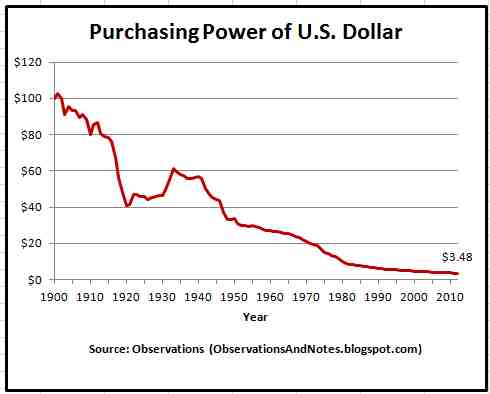 Purchasing Power of U.S. Dollar
$120
$100
$80
$60
$40
$20
$0
$3.48
1900 1910 1920 1930 1940 1950 1960 1970 1980 1990 2000 2010
Year
Source: Observations (ObservationsAndNotes.blogspot.com)